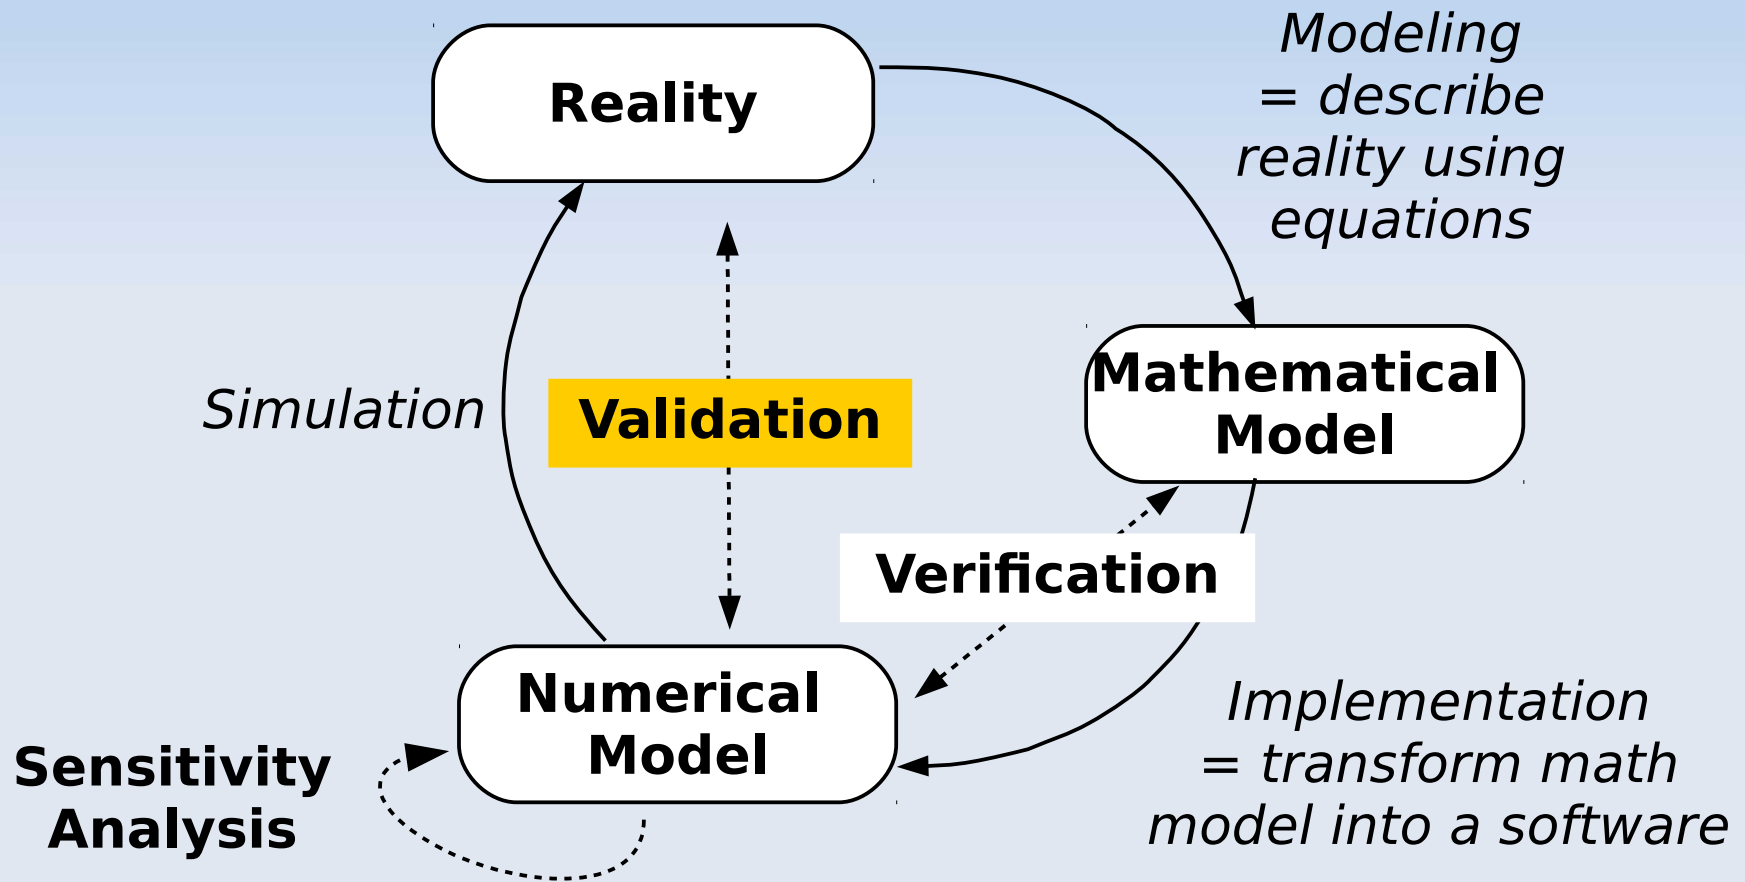 Modeling
= describe
reality using
equations
Reality
Mathematical
Model
Simulation
Validation
Verification
Numerical
Model
Sensitivity
Analysis
Implementation
= transform math
model into a software